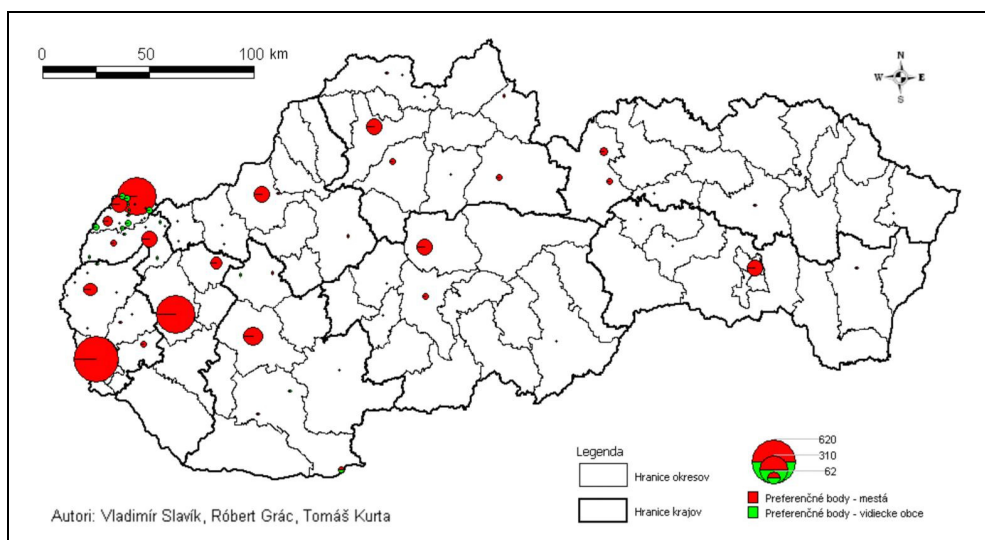 0 50 100 km
N
W E
S
Legenda
Hranice okresov
Hranice krajov
620
310
62
Preferenčné body - mestá
Preferenčné body - vidiecke obce
Autori: Vladimír Slavík, Róbert Grác, Tomáš Kurta